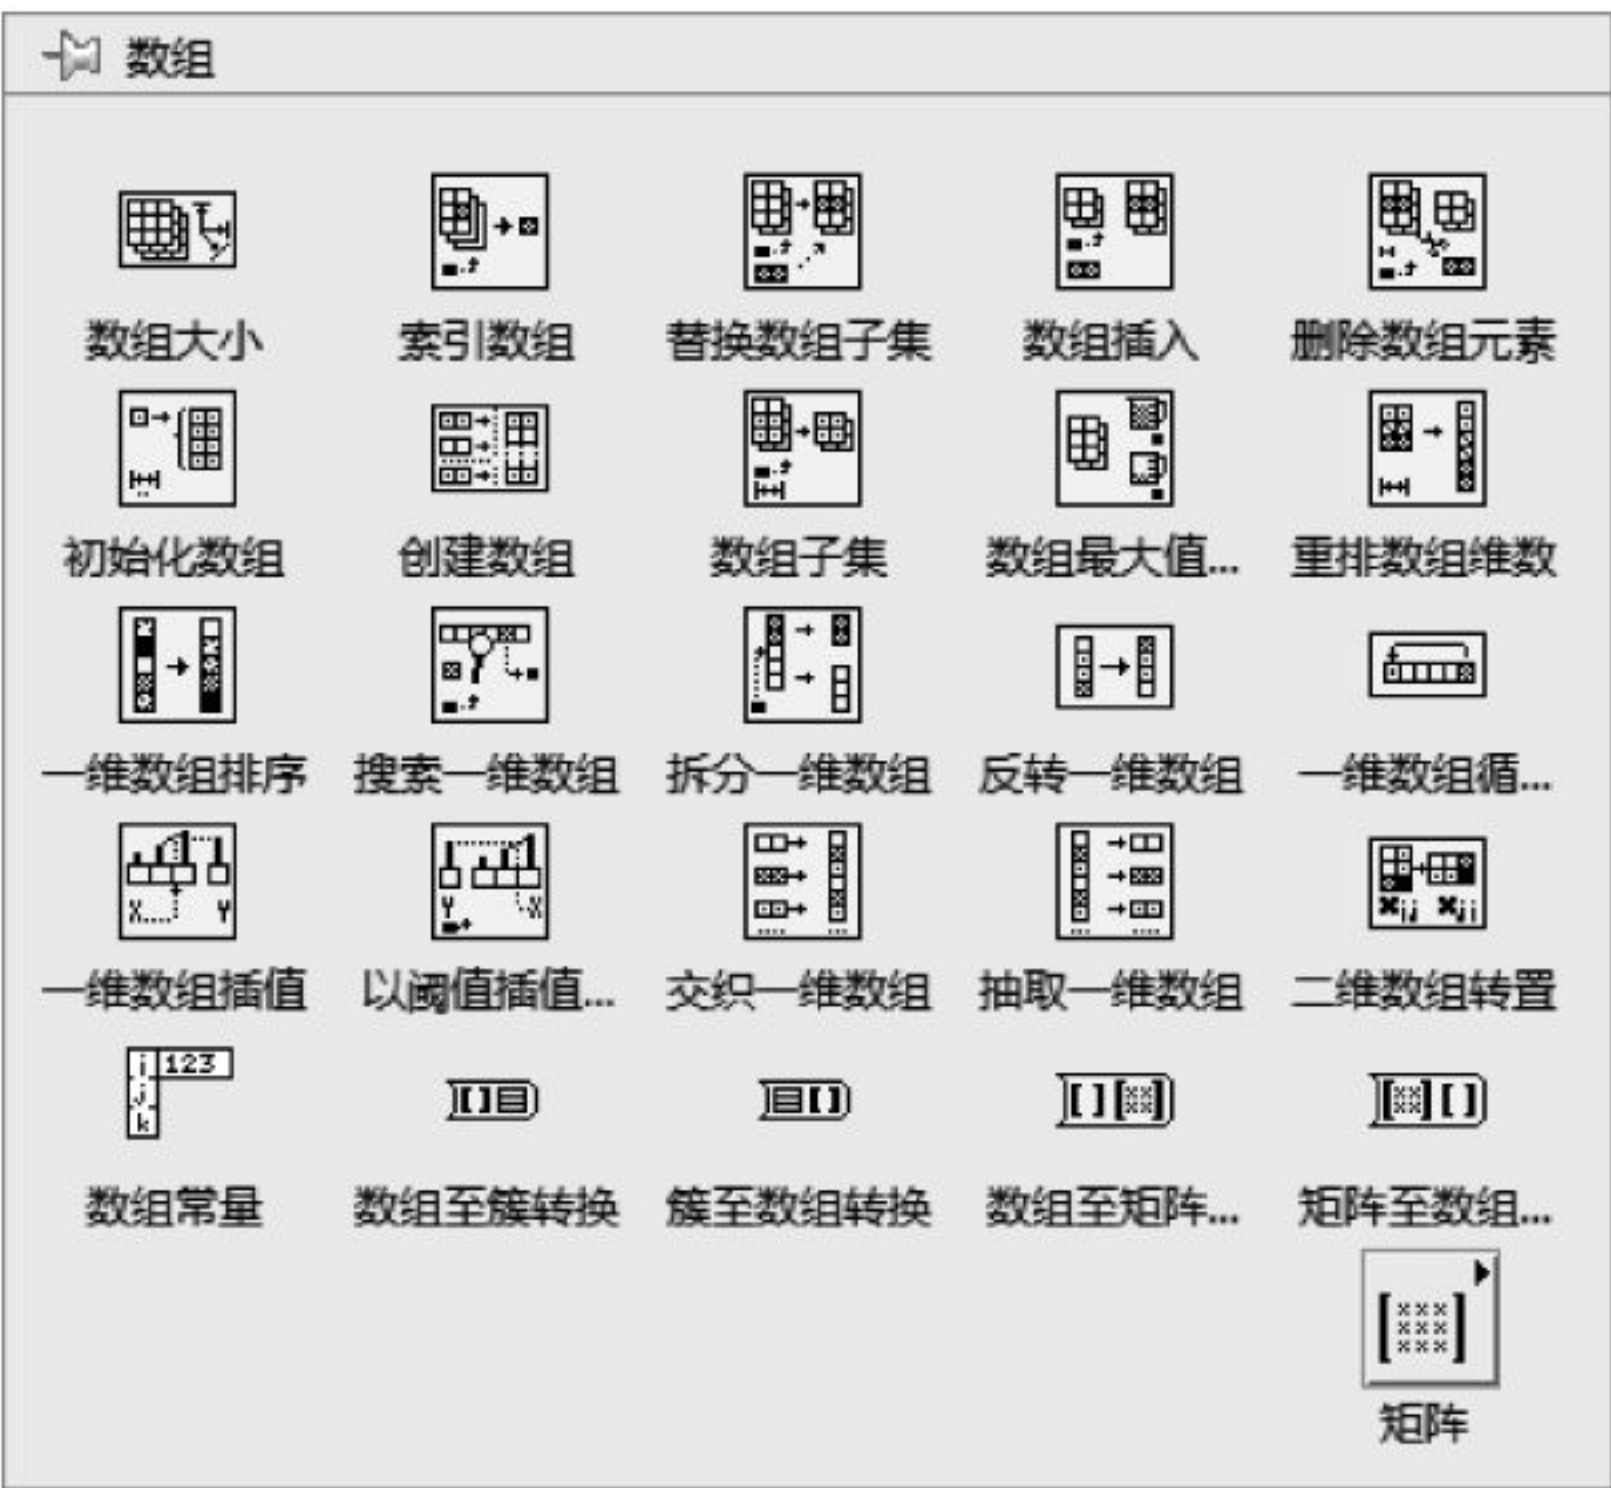 数组
数组大小 索引数组 替换数组子集 数组插入 删除数组元素
初始化数组 创建数组 数组子集 数组最大值... 重排数组维数
一维数组排序 搜索一维数组 拆分一维数组 反转一维数组 一维数组循...
X Y Y X Xij Xji
一维数组插值 以阈值插值... 交织一维数组 抽取一维数组 二维数组转置
i 123
j
k
数组常量 数组至簇转换 簇至数组转换 数组至矩阵... 矩阵至数组...
矩阵